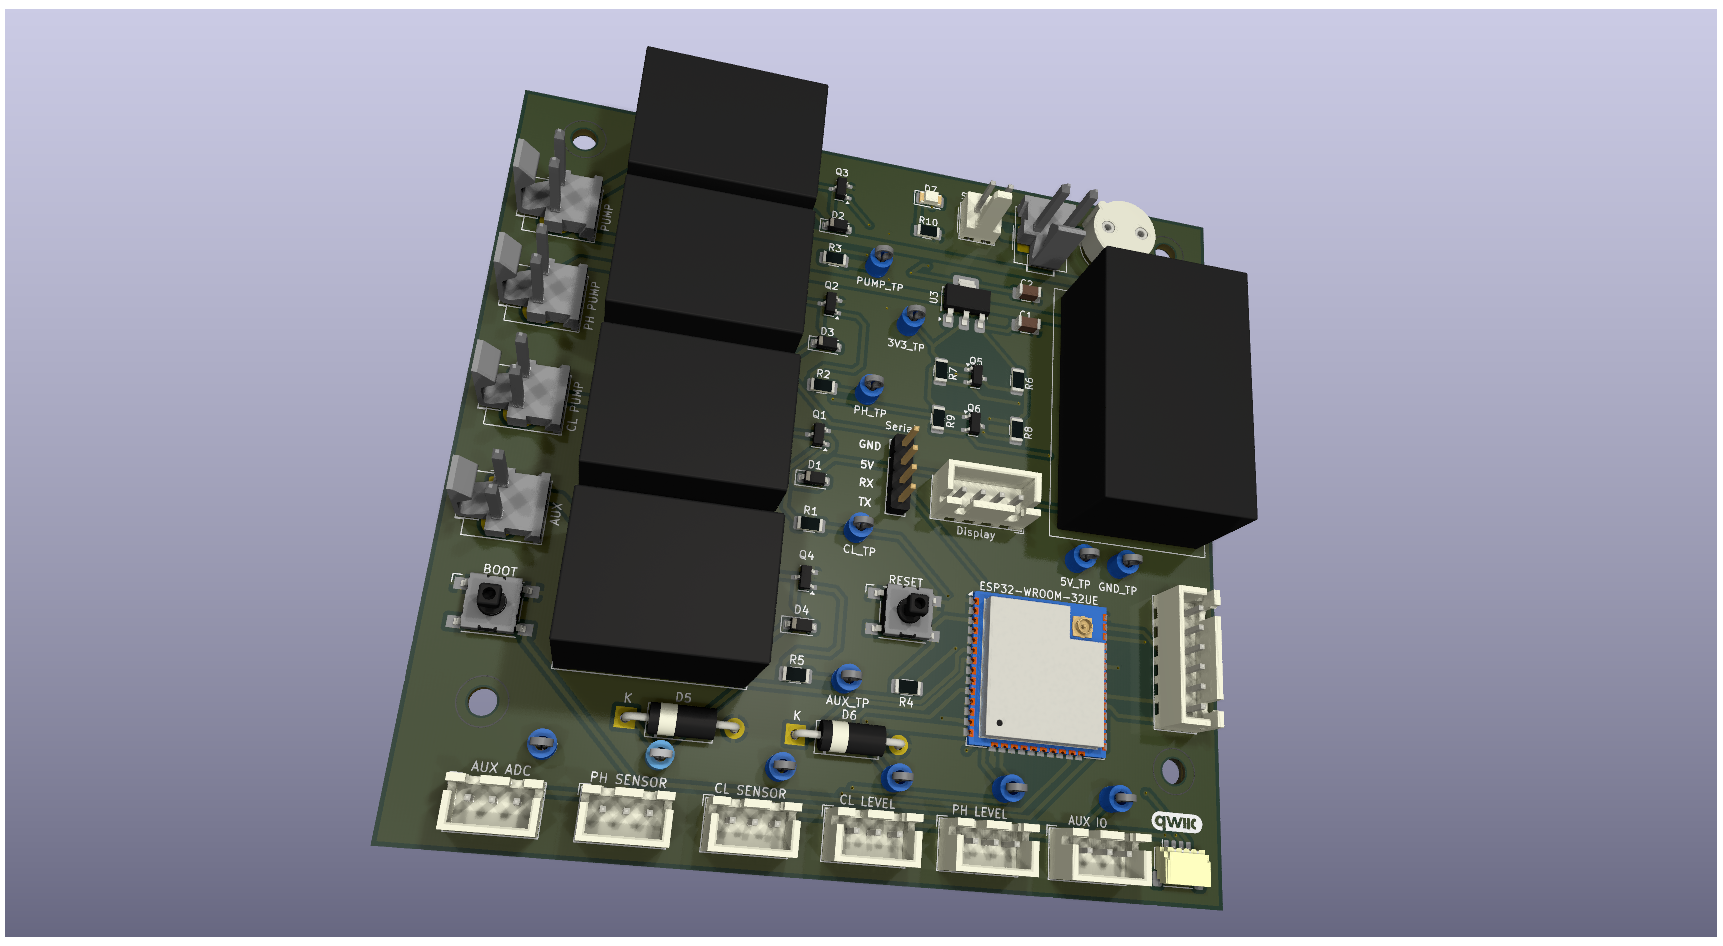 Q3
D7
D2
PUMP
R10
R3
PUMP_TP
Q2
U3
C2
PH PUMP
C1
D3
3V3_TP
Q5
R7
R6
R2
CL PUMP
PH_TP
Q6
Q1
Serial
R9
R8
GND
5V
D1
RX
TX
AUX
R1
Display
CL_TP
Q4
BOOT
RESET
5V_TP
GND_TP
ESP32-WROOM-32UE
D4
R5
K
D5
AUX_TP
R4
K
D6
AUX ADC
PH SENSOR
CL SENSOR
CL LEVEL
PH LEVEL
AUX IO
qwiic